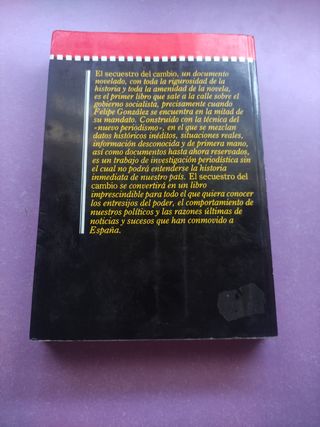 El secuestro del cambio, un documento
novelado, con toda la rigurosidad de la
historia y toda la amenidad de la novela,
es el primer libro que sale a la calle sobre el
gobierno socialista, precisamente cuando
Felipe González se encuentra en la mitad de
su mandato. Construido con la técnica del
«nuevo periodismo», en el que se mezclan
datos históricos inéditos, situaciones reales,
información desconocida y de primera mano,
así como documentos hasta ahora reservados,
es un trabajo de investigación periodística sin
el cual no podrá entenderse la historia
inmediata de nuestro país. El secuestro del
cambio se convertirá en un libro
imprescindible para todo el que quiera conocer
los entresijos del poder, el comportamiento de
nuestros políticos y las razones últimas de
noticias y sucesos que han conmovido a
España.